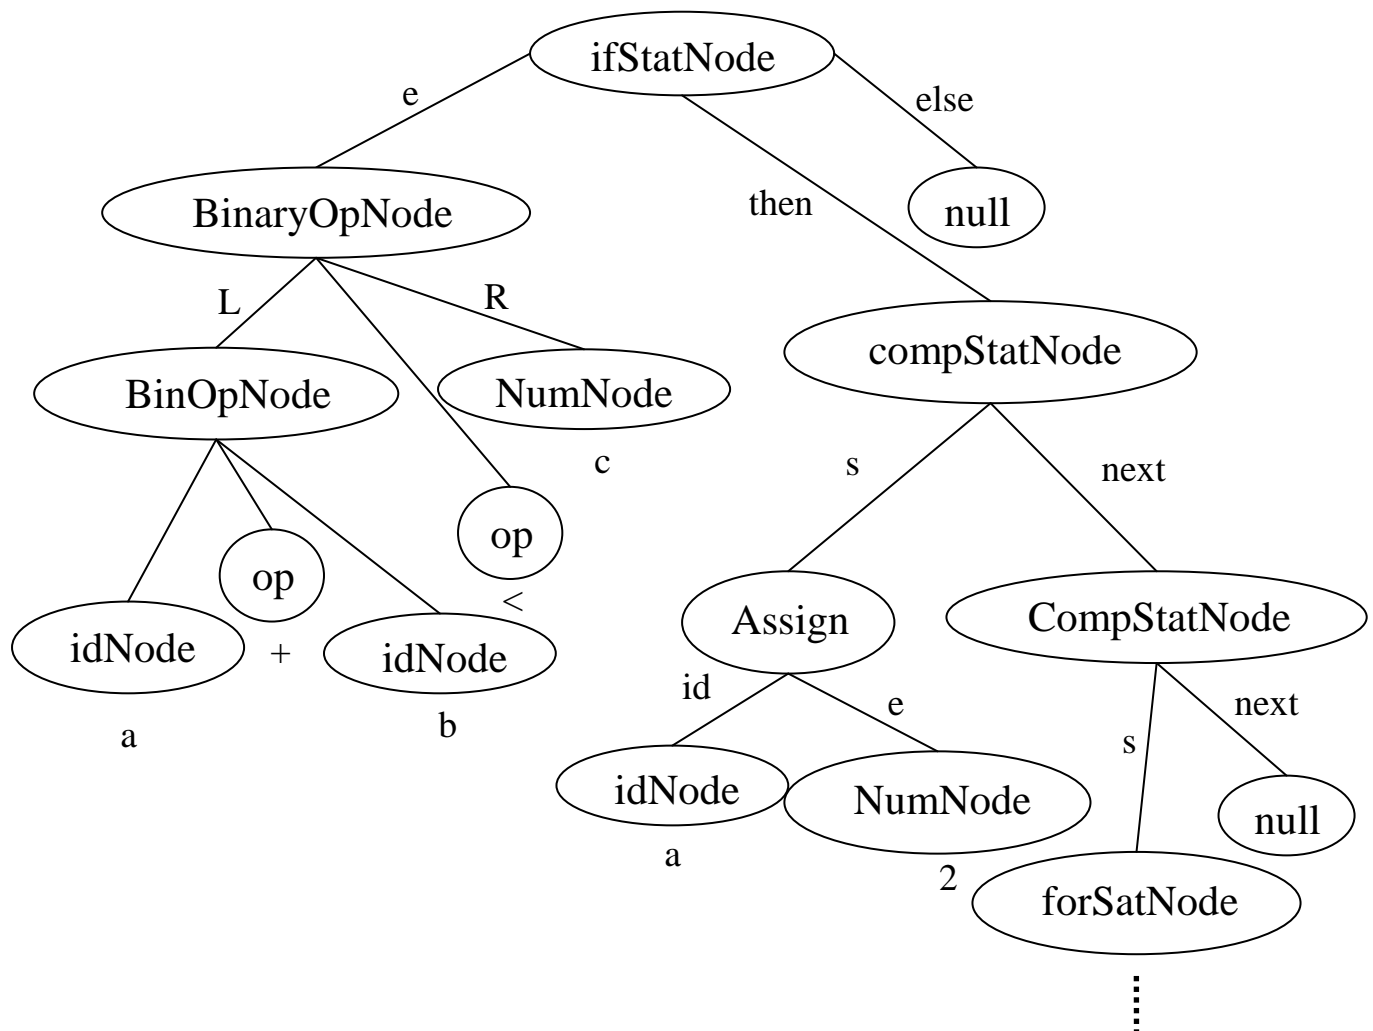 ifStatNode
e
else
BinaryOpNode
then
null
L
R
compStatNode
BinOpNode
NumNode
c
s
next
op
<
op
+
idNode
a
idNode
b
Assign
CompStatNode
id
e
s
next
idNode
a
NumNode
2
null
forSatNode